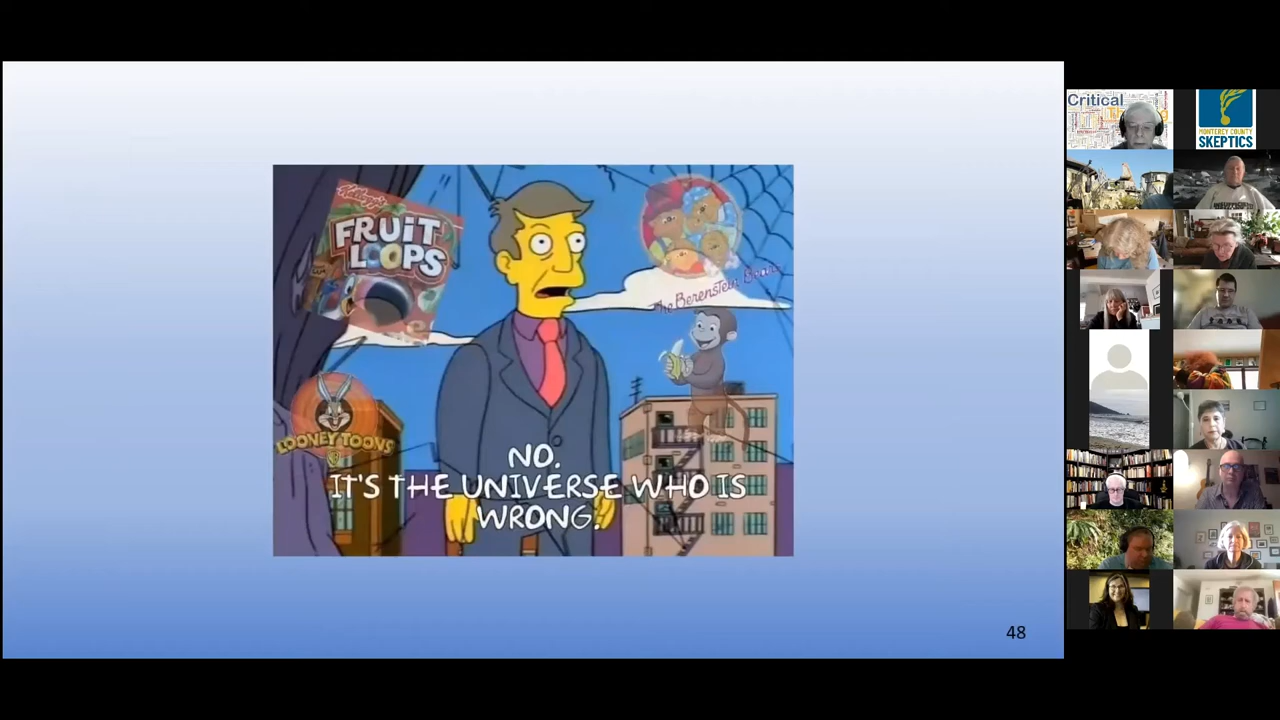 Kellogg's
FRUIT
LOOPS
The Berenstein Bears
LOONEY TOONS
NO.
IT'S THE UNIVERSE WHO IS
WRONG.
48
Critical
MONTEREY COUNTY
SKEPTICS